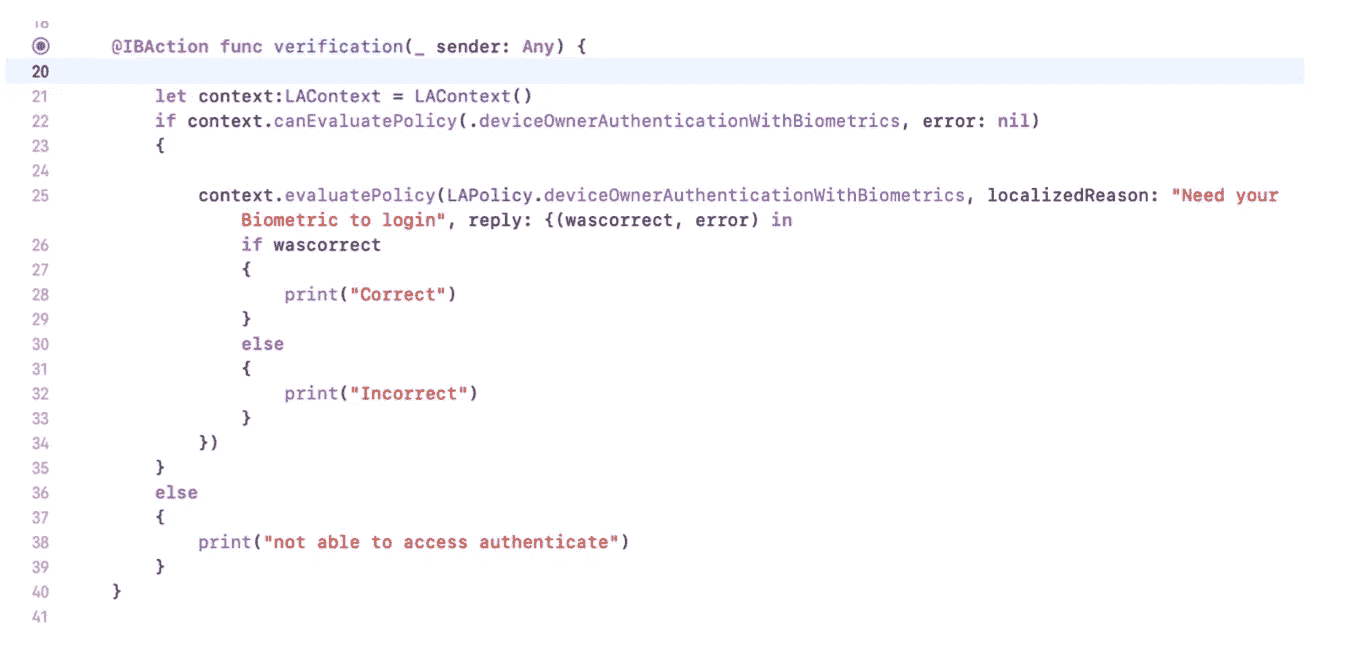 @IBAction func verification(_ sender: Any) {
20
21 let context:LAContext = LAContext()
22 if context.canEvaluatePolicy(.deviceOwnerAuthenticationWithBiometrics, error: nil)
23 {
24
25 context.evaluatePolicy(LAPolicy.deviceOwnerAuthenticationWithBiometrics, localizedReason: "Need your
Biometric to login", reply: {(wascorrect, error) in
26 if wascorrect
27 {
28 print("Correct")
29 }
30 else
31 {
32 print("Incorrect")
33 }
34 })
35 }
36 else
37 {
38 print("not able to access authenticate")
39 }
40 }
41